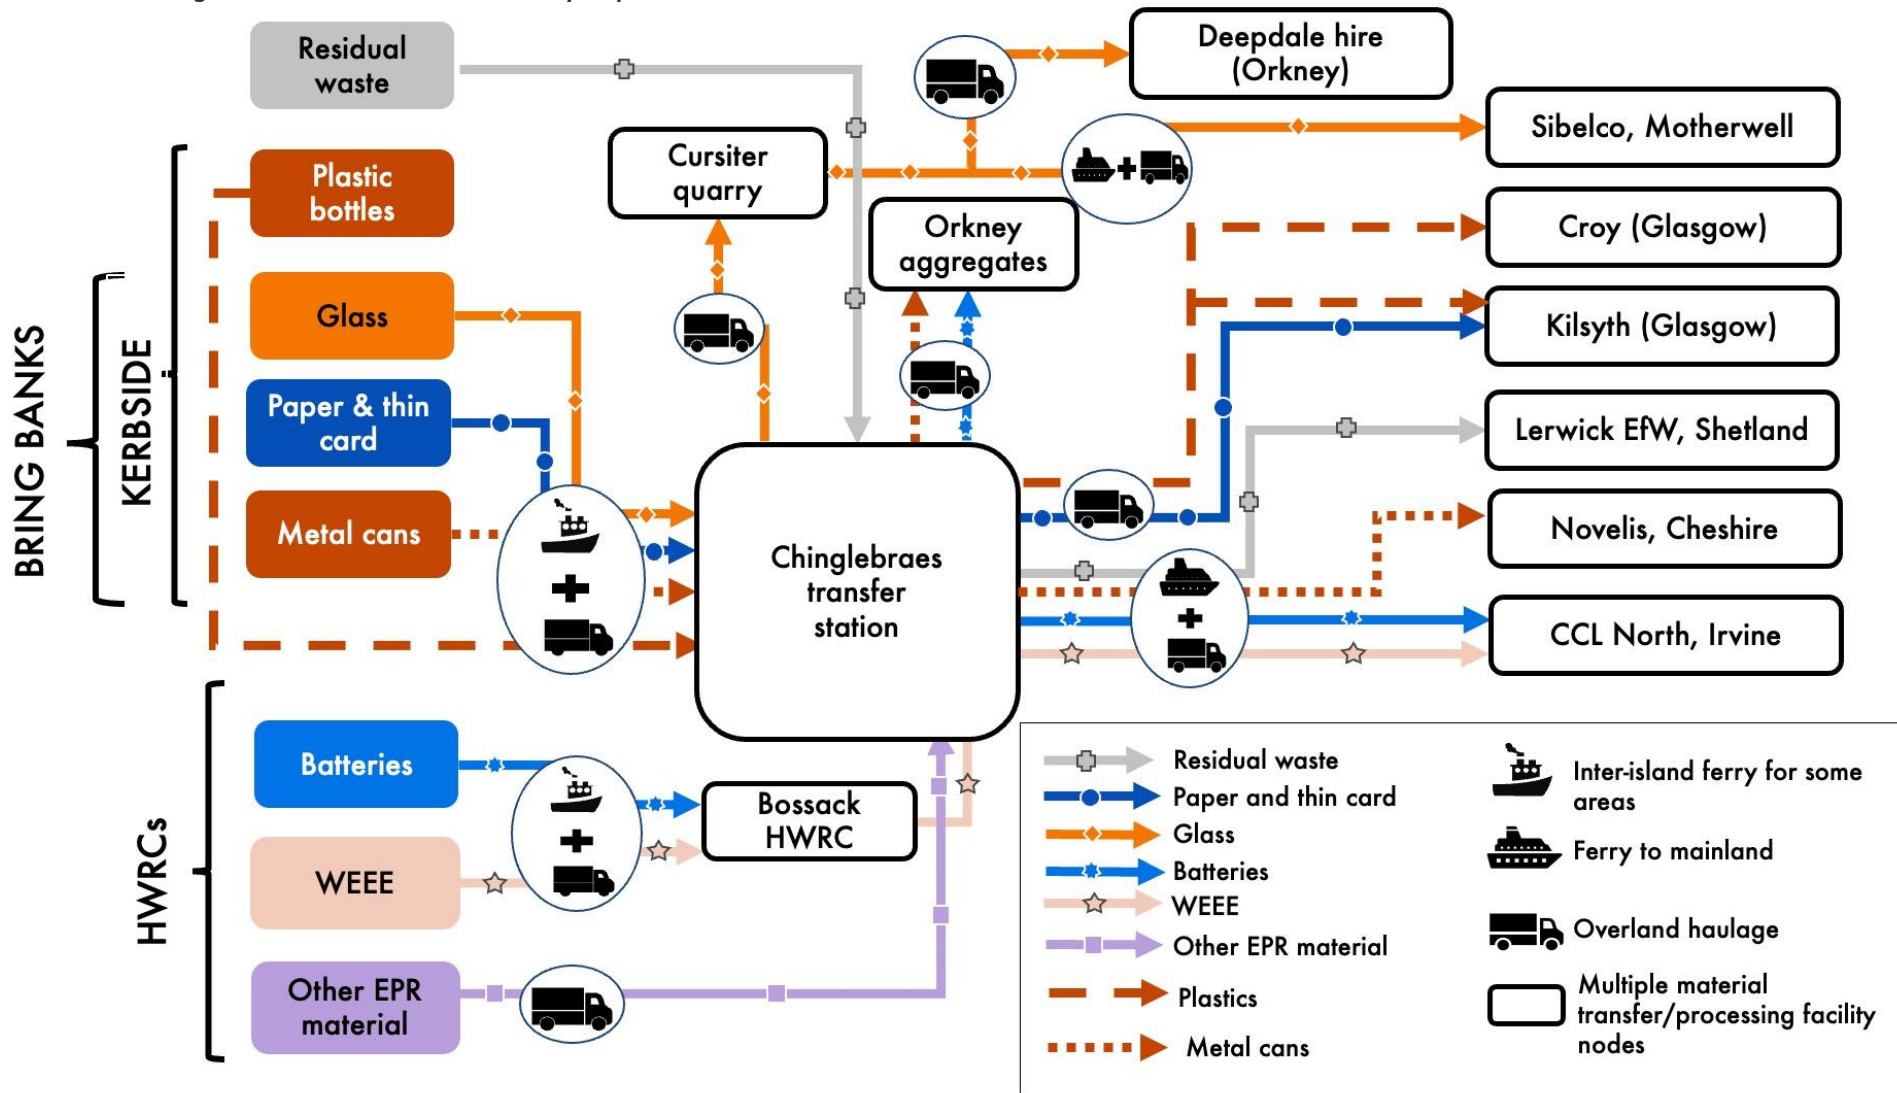 Residual
waste
Plastic
bottles
Glass
Paper & thin
card
Metal cans
BRING BANKS
KERBSIDE
HWRCs
Batteries
WEEE
Other EPR
material
Cursiter
quarry
Orkney
aggregates
Chinglebraes
transfer
station
Bossack
HWRC
Deepdale hire
(Orkney)
Sibelco, Motherwell
Croy (Glasgow)
Kilsyth (Glasgow)
Lerwick EfW, Shetland
Novelis, Cheshire
CCL North, Irvine
Residual waste
Paper and thin card
Glass
Batteries
WEEE
Other EPR material
Plastics
Metal cans
Inter-island ferry for some
areas
Ferry to mainland
Overland haulage
Multiple material
transfer/processing facility
nodes